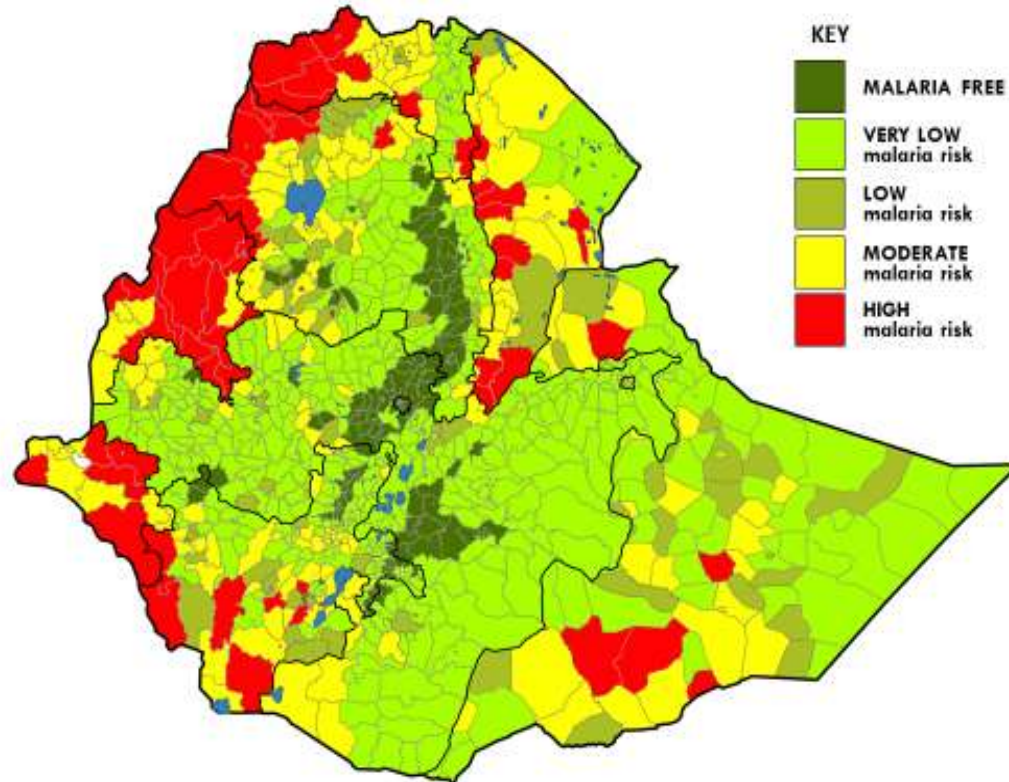 KEY
MALARIA FREE
VERY LOW
malaria risk
LOW
malaria risk
MODERATE
malaria risk
HIGH
malaria risk